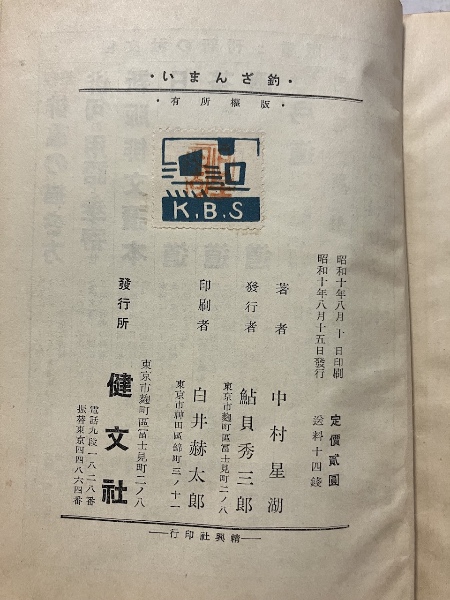 ・釣ざんまい・
・版權所有・
K.B.S
昭和十年八月十日印刷
昭和十年八月十五日發行
定價貳圓
送料十四錢
著者 中村星湖
發行者 鮎貝秀三郎
東京市麴町區富士見町二ノ八
印刷者 白井赫太郎
東京市神田區錦町三ノ十一
發行所
東京市麴町區富士見町二ノ八
健文社
電話九段一八二八番
振替東京四四八六四番
―精興社印行―